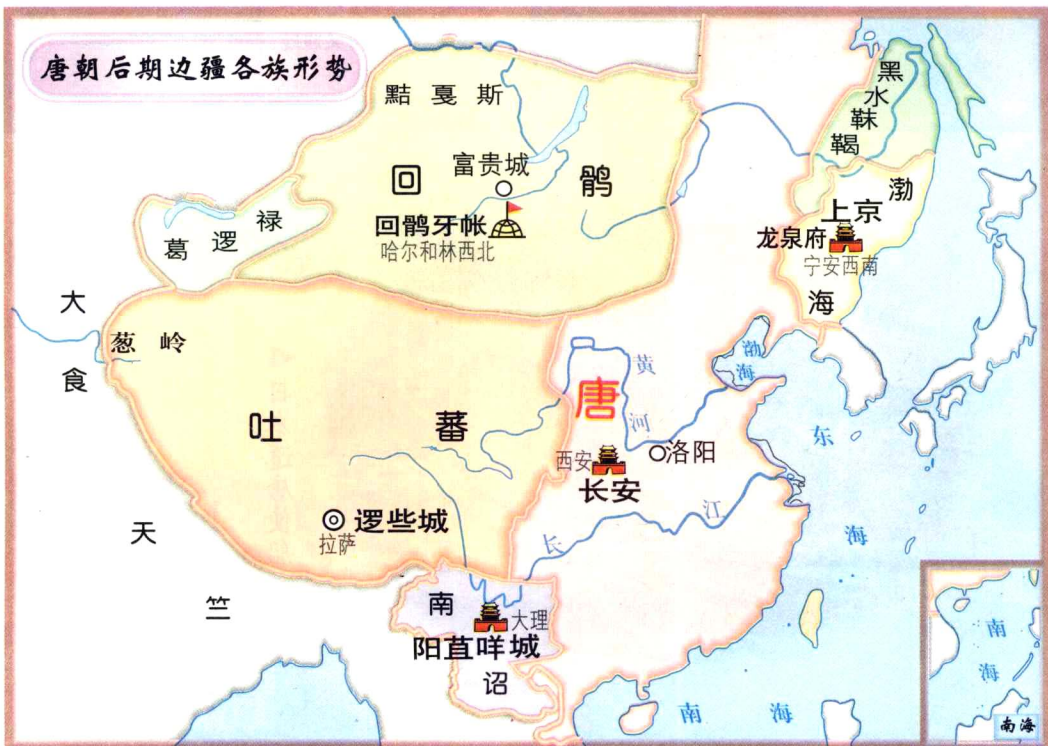 唐朝后期边疆各族形势
黠戛斯
回鹘
富贵城
回鹘牙帐
哈尔和林西北
葛逻禄
黑水靺鞨
渤海
上京
龙泉府
宁安西南
大食
葱岭
吐蕃
逻些城
拉萨
天竺
唐
黄河
渤海
西安
长安
洛阳
长江
东海
南诏
大理
阳苴咩城
南海
南海
南海